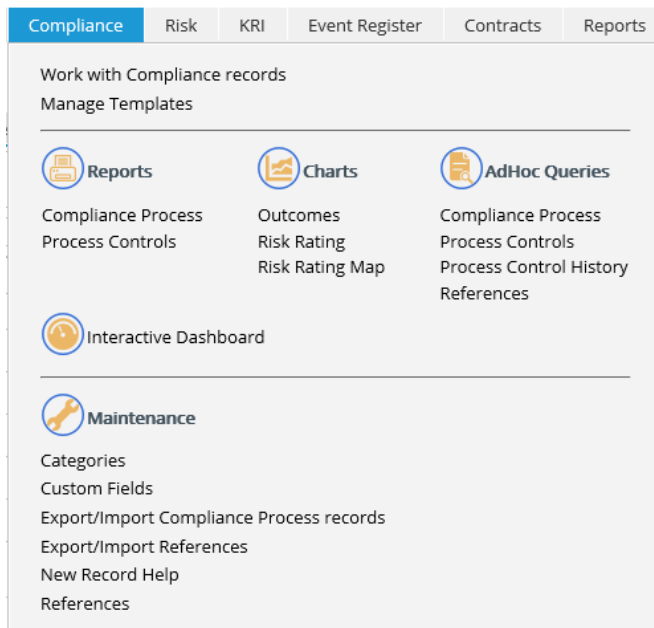 Compliance Risk KRI Event Register Contracts Reports
Work with Compliance records
Manage Templates
Reports Charts AdHoc Queries
Compliance Process Outcomes Compliance Process
Process Controls Risk Rating Process Controls
Risk Rating Map Process Control History
References
Interactive Dashboard
Maintenance
Categories
Custom Fields
Export/Import Compliance Process records
Export/Import References
New Record Help
References